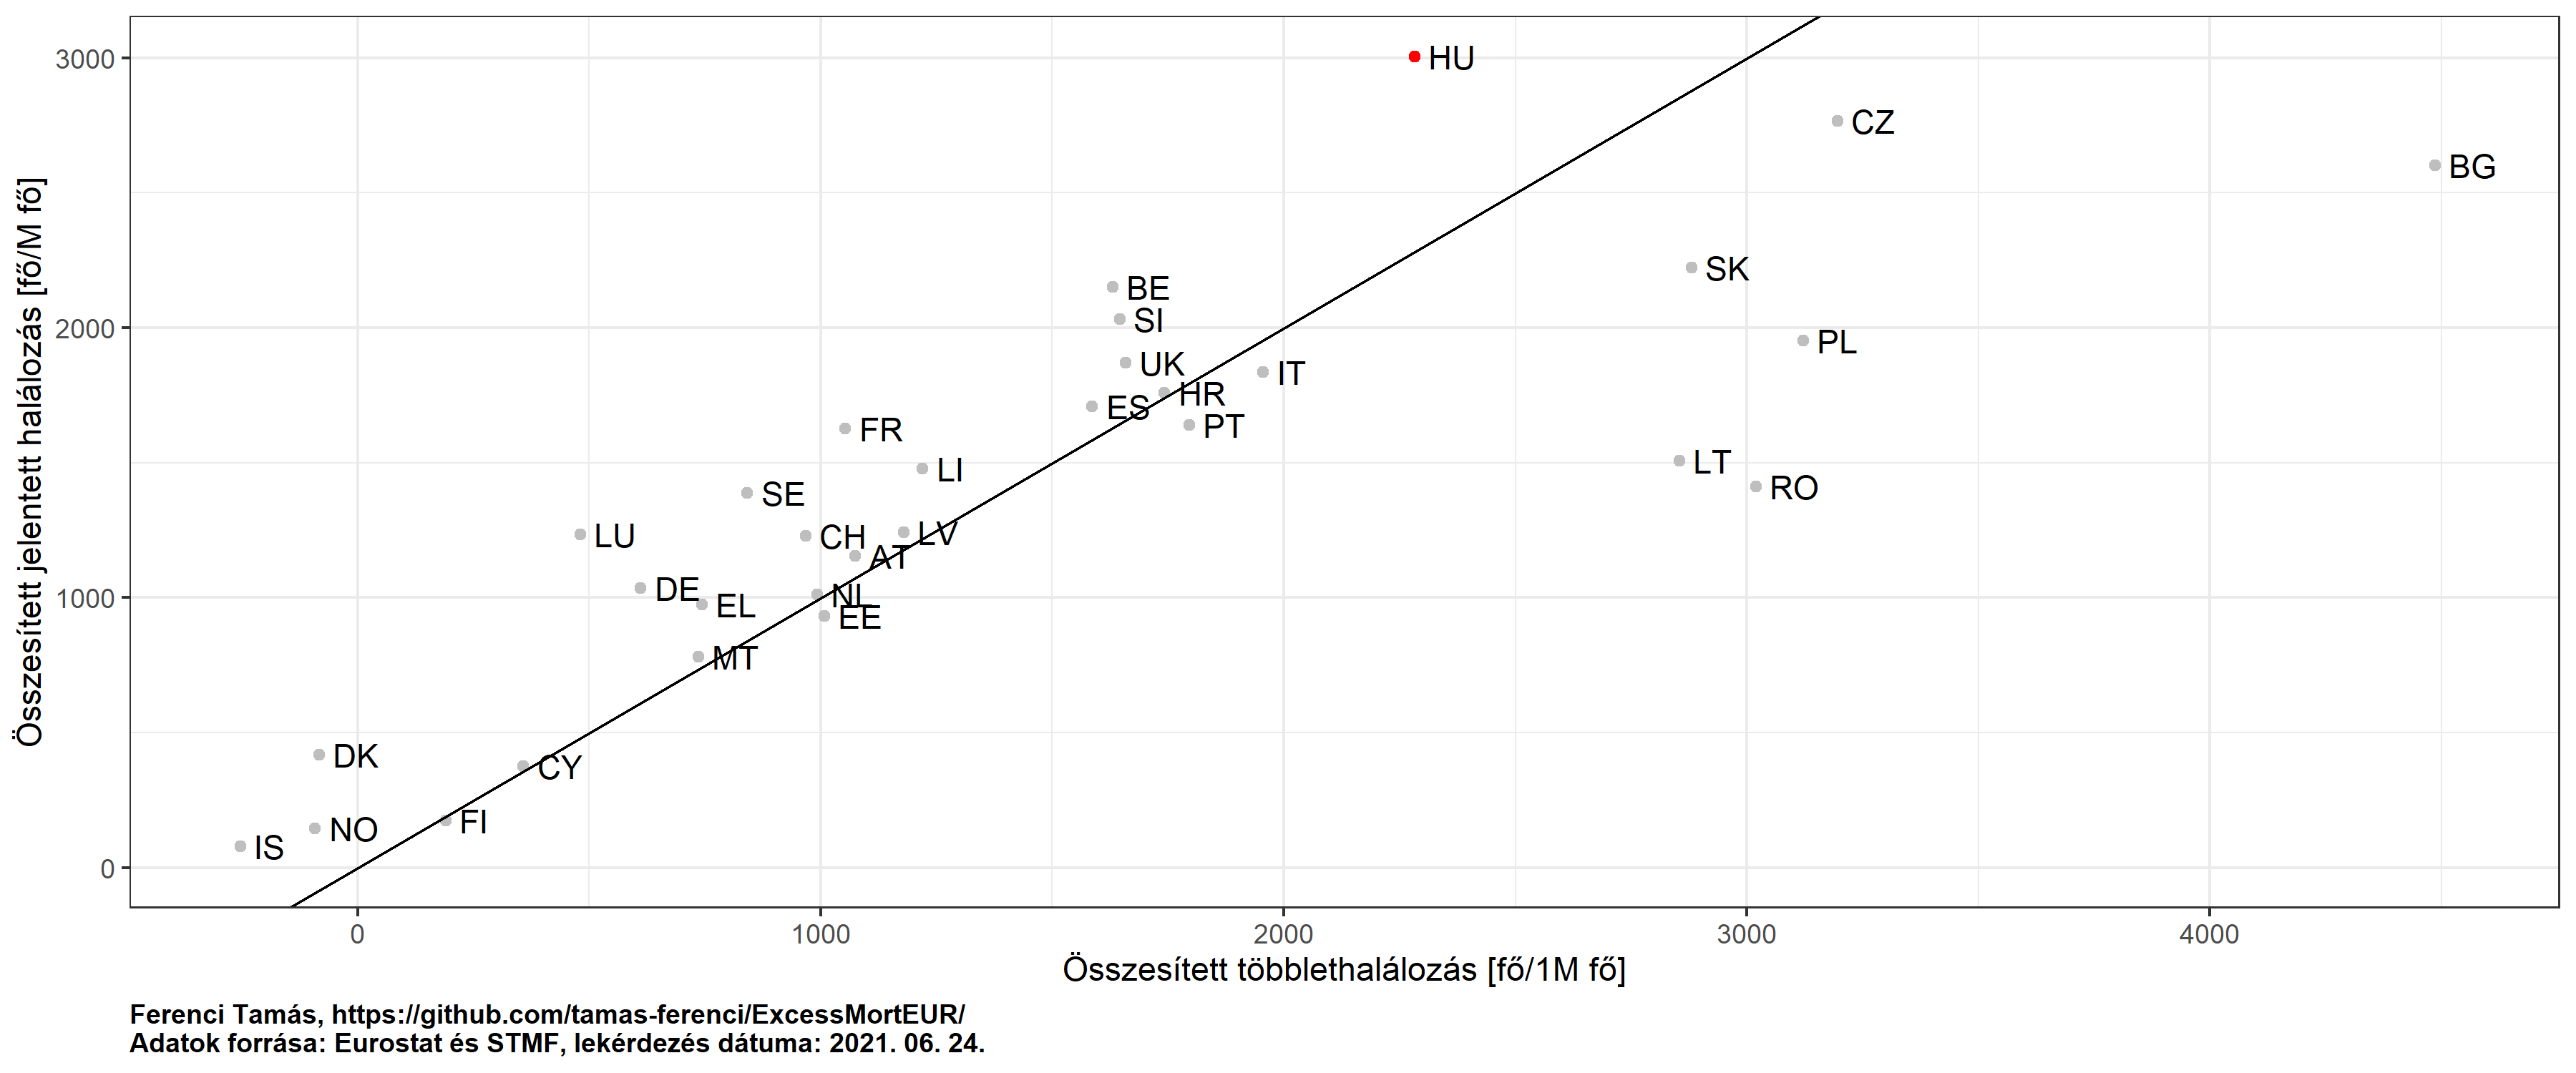 Összesített jelentett halálozás [fő/M fő]
3000
2000
1000
0
HU
CZ
BG
SK
BE
SI
PL
UK
IT
HR
ES
PT
FR
LI
LT
RO
SE
LU
CH
LV
AT
DE
NL
EL
EE
MT
DK
CY
FI
NO
IS
0 1000 2000 3000 4000
Összesített többlethalálozás [fő/1M fő]
Ferenci Tamás, https://github.com/tamas-ferenci/ExcessMortEUR/
Adatok forrása: Eurostat és STMF, lekérdezés dátuma: 2021. 06. 24.